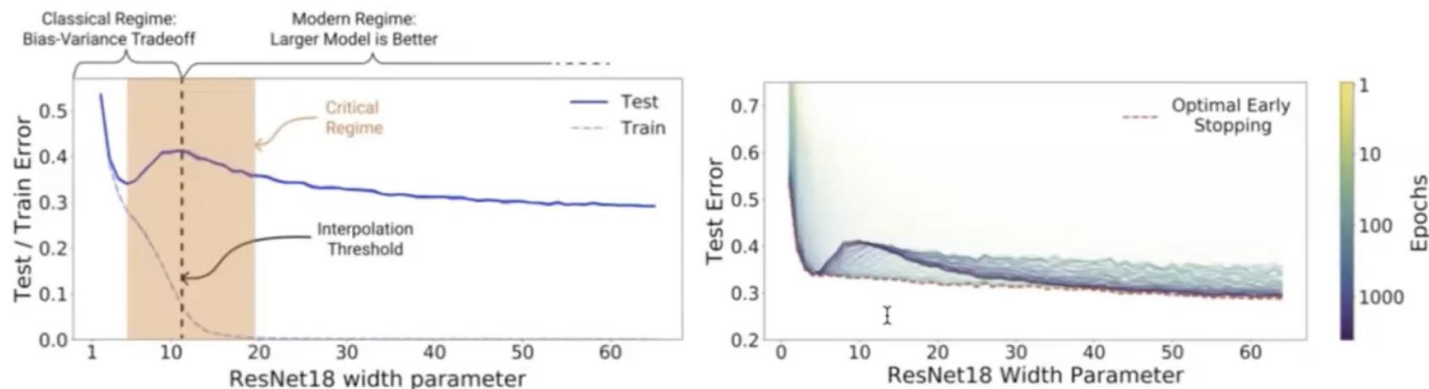 Classical Regime:
Bias-Variance Tradeoff
Modern Regime:
Larger Model is Better
Critical
Regime
Interpolation
Threshold
Test
Train
Test / Train Error
0.5
0.4
0.3
0.2
0.1
0.0
1 10 20 30 40 50 60
ResNet18 width parameter
Optimal Early
Stopping
Test Error
0.7
0.6
0.5
0.4
0.3
0.2
0 10 20 30 40 50 60
ResNet18 Width Parameter
1
10
100
1000
Epochs